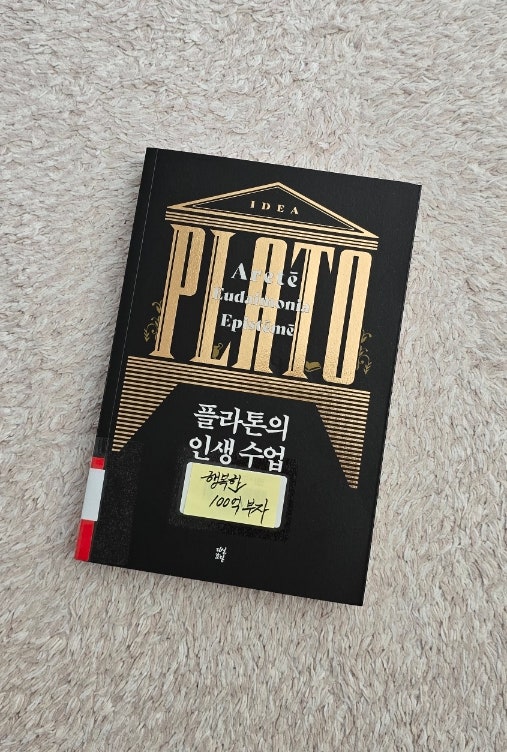 IDEA
PLATO
Aretē
Eudaimonia
Epistēmē
플라톤의
인생 수업
행복한
100억 부자